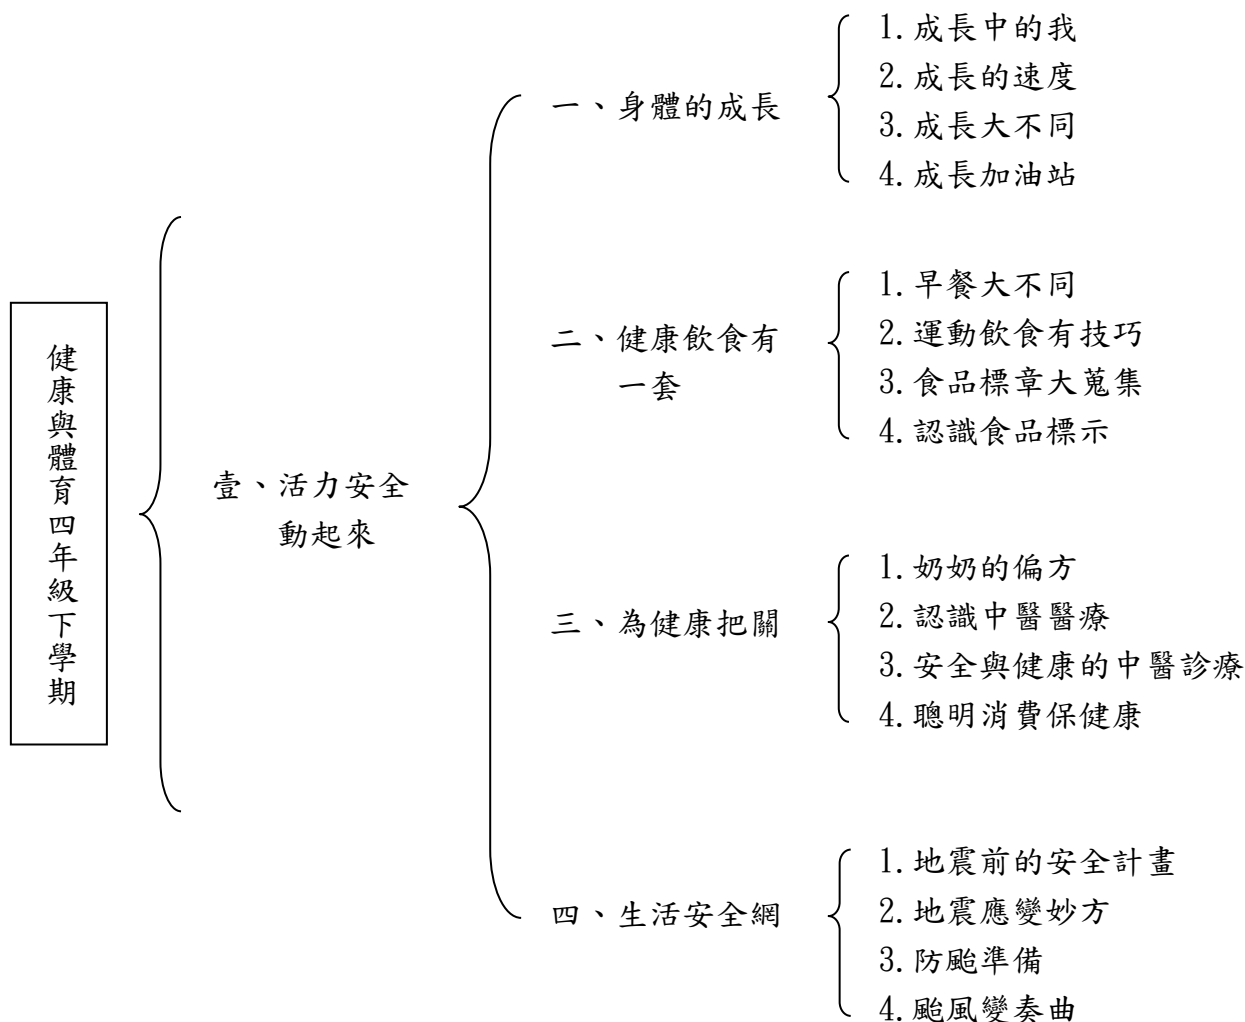 健康與體育四年級下學期
壹、活力安全
動起來
一、身體的成長
1.成長中的我
2.成長的速度
3.成長大不同
4.成長加油站
二、健康飲食有
一套
1.早餐大不同
2.運動飲食有技巧
3.食品標章大蒐集
4.認識食品標示
三、為健康把關
1.奶奶的偏方
2.認識中醫醫療
3.安全與健康的中醫診療
4.聰明消費保健康
四、生活安全網
1.地震前的安全計畫
2.地震應變妙方
3.防颱準備
4.颱風變奏曲